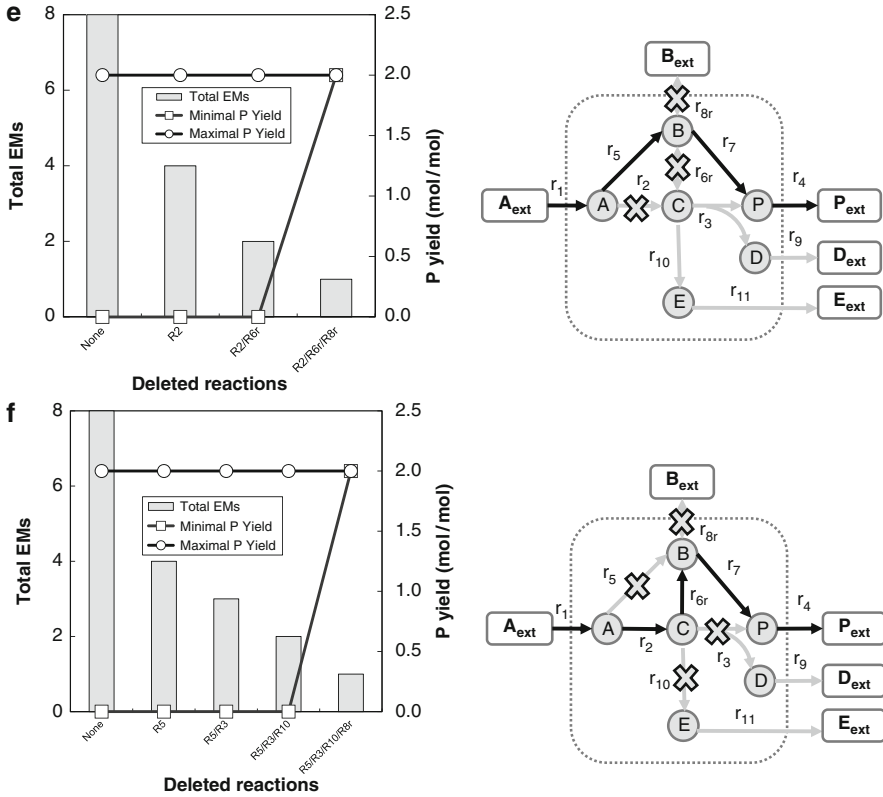 e
8
6
4
2
0
Total EMs
2.5
2.0
1.5
1.0
0.5
0.0
P yield (mol/mol)
Total EMs
Minimal P Yield
Maximal P Yield
None
R2
R2/R6r
R2/R6r/R8r
Deleted reactions
Bext
r8r
B
r5
r7
r6r
r1
r2
r4
Aext
A
C
P
Pext
r3
r9
r10
D
Dext
E
r11
Eext
f
8
6
4
2
0
Total EMs
2.5
2.0
1.5
1.0
0.5
0.0
P yield (mol/mol)
Total EMs
Minimal P Yield
Maximal P Yield
None
R5
R5/R3
R5/R3/R10
R5/R3/R10/R8r
Deleted reactions
Bext
r8r
B
r5
r7
r6r
r1
r4
Aext
A
C
P
Pext
r2
r3
r9
r10
D
Dext
E
r11
Eext